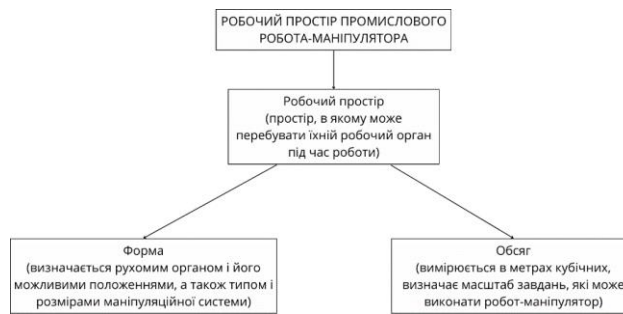 РОБОЧИЙ ПРОСТІР ПРОМИСЛОВОГО
РОБОТА-МАНІПУЛЯТОРА
Робочий простір
(простір, в якому може
перебувати їхній робочий орган
під час роботи)
Форма
(визначається рухомим органом і його
можливими положеннями, а також типом і
розмірами маніпуляційної системи)
Обсяг
(вимірюється в метрах кубічних,
визначає масштаб завдань, які може
виконати робот-маніпулятор)